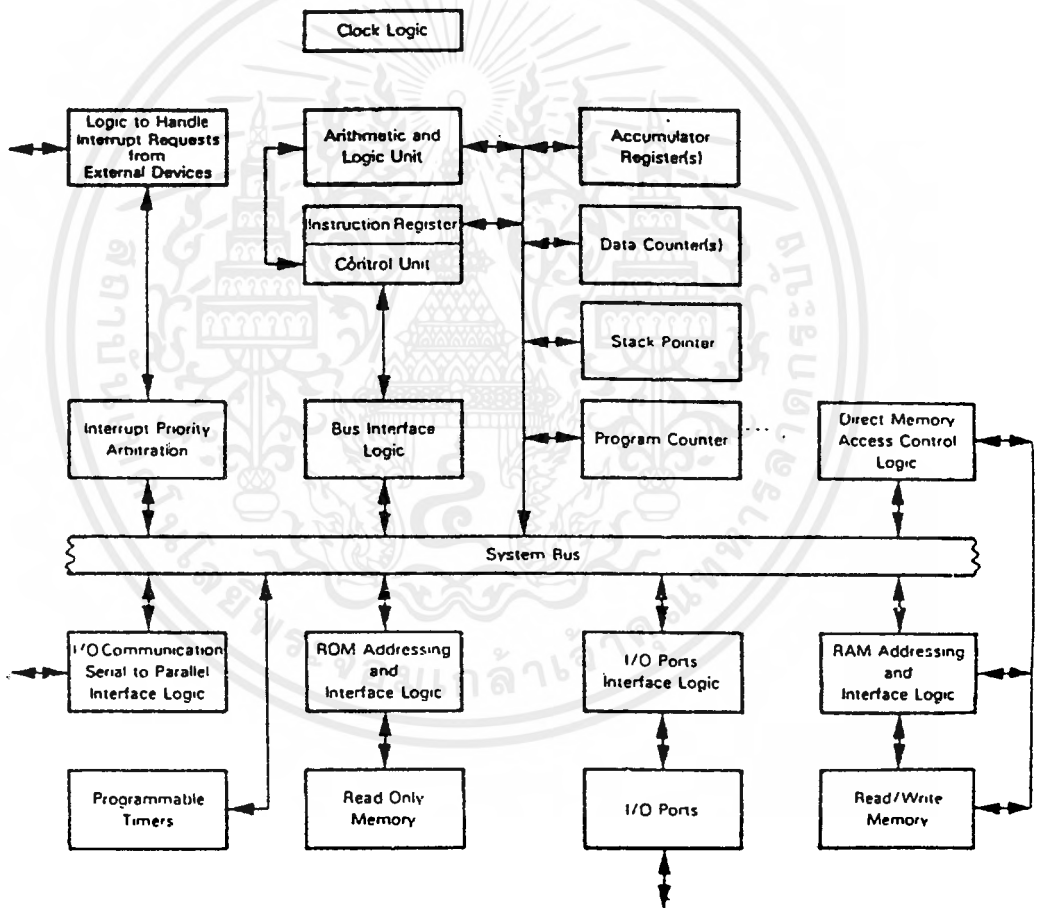 Clock Logic
Logic to Handle
Interrupt Requests
from
External Devices
Arithmetic and
Logic Unit
Accumulator
Register(s)
Instruction Register
Control Unit
Data Counter(s)
Stack Pointer
Interrupt Priority
Arbitration
Bus Interface
Logic
Program Counter
Direct Memory
Access Control
Logic
System Bus
I/O Communication
Serial to Parallel
Interface Logic
ROM Addressing
and
Interface Logic
I/O Ports
Interface Logic
RAM Addressing
and
Interface Logic
Programmable
Timers
Read Only
Memory
I/O Ports
Read/Write
Memory